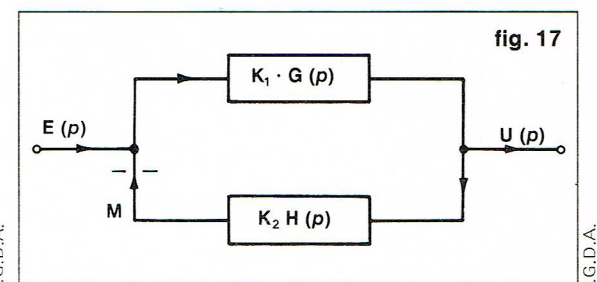 fig. 17
K₁ · G (p)
E (p)
U (p)
— —
M
K₂ H (p)
.G.D.A.
.G.D.A.